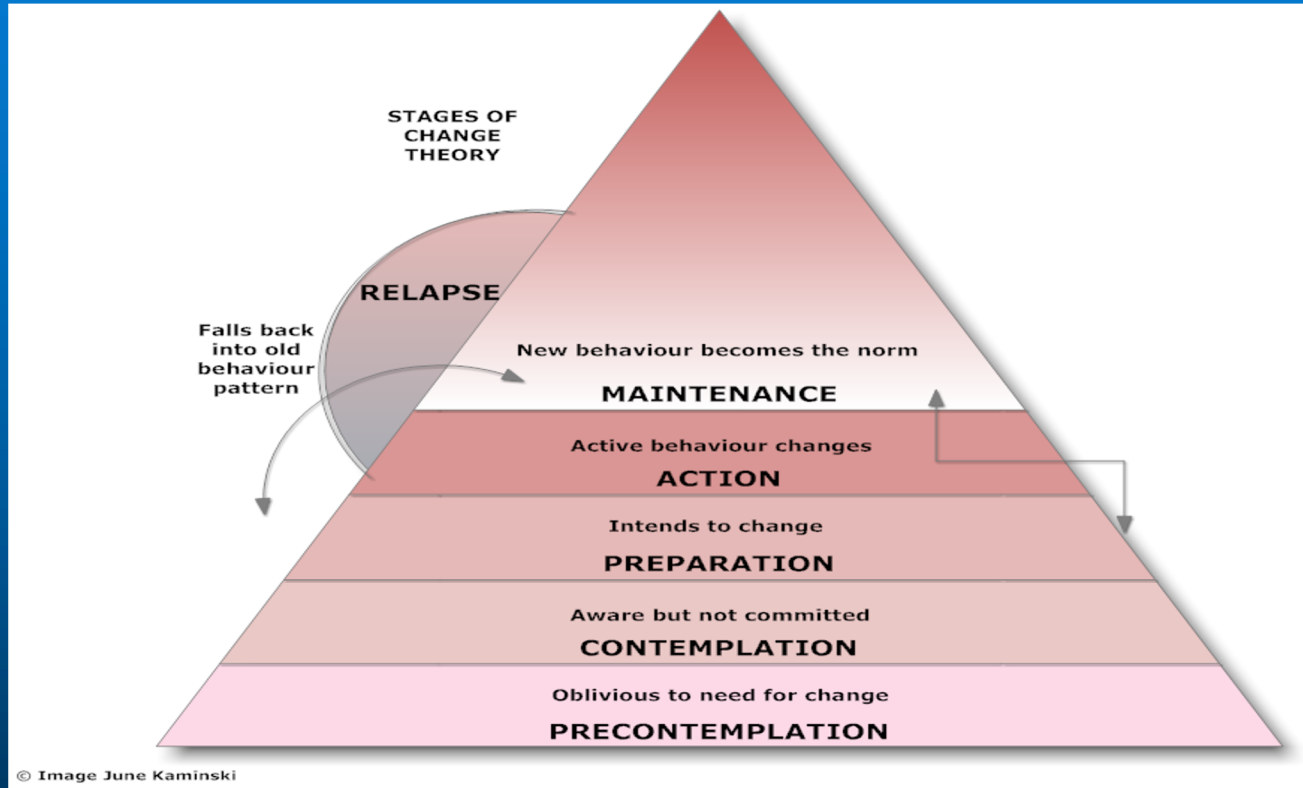 STAGES OF
CHANGE
THEORY
RELAPSE
Falls back
into old
behaviour
pattern
New behaviour becomes the norm
MAINTENANCE
Active behaviour changes
ACTION
Intends to change
PREPARATION
Aware but not committed
CONTEMPLATION
Oblivious to need for change
PRECONTEMPLATION
© Image June Kaminski